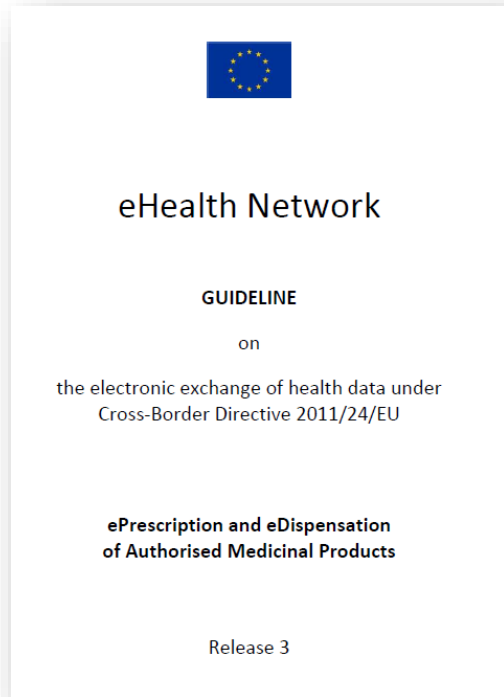 eHealth Network
GUIDELINE
on
the electronic exchange of health data under
Cross-Border Directive 2011/24/EU
ePrescription and eDispensation
of Authorised Medicinal Products
Release 3